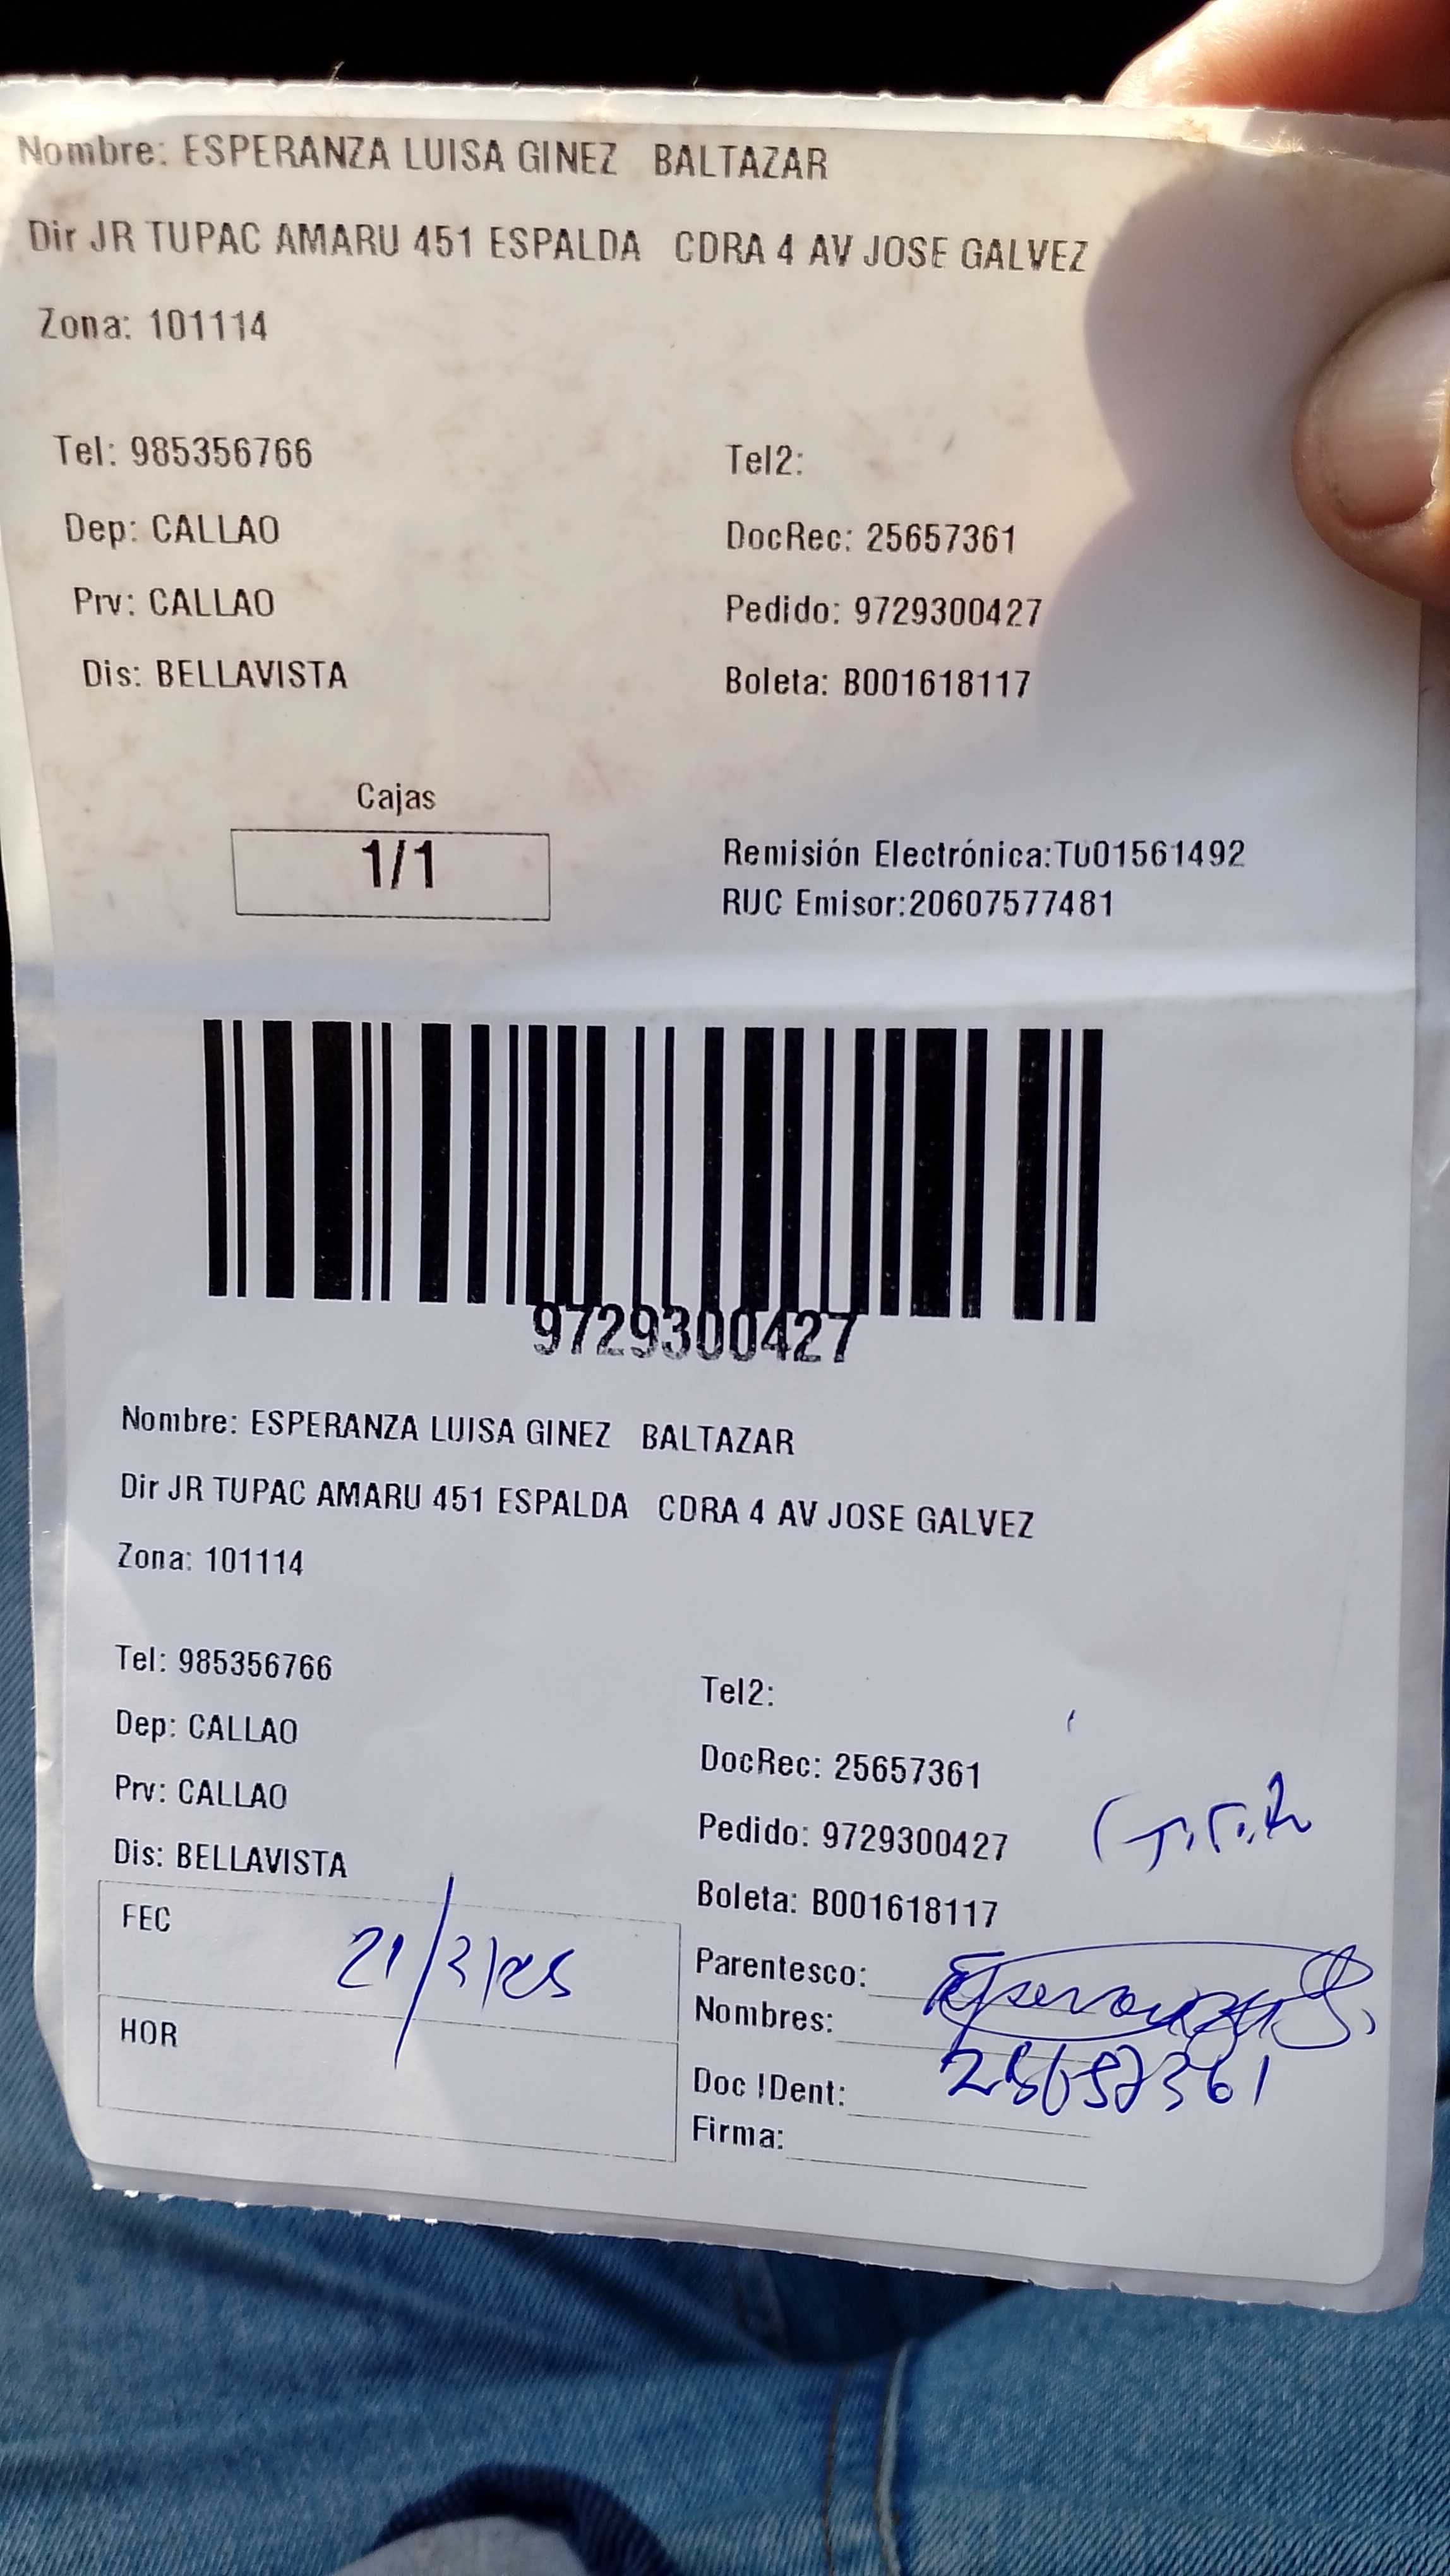 Nombre: ESPERANZA LUISA GINEZ BALTAZAR
Dir JR TUPAC AMARU 451 ESPALDA CDRA 4 AV JOSE GALVEZ
Zona: 101114
Tel: 985356766 Tel2:
Dep: CALLAO DocRec: 25657361
Prv: CALLAO Pedido: 9729300427
Dis: BELLAVISTA Boleta: B001618117
Cajas
1/1
Remisión Electrónica:TU01561492
RUC Emisor:20607577481
9729300427
Nombre: ESPERANZA LUISA GINEZ BALTAZAR
Dir JR TUPAC AMARU 451 ESPALDA CDRA 4 AV JOSE GALVEZ
Zona: 101114
Tel: 985356766 Tel2:
Dep: CALLAO DocRec: 25657361
Prv: CALLAO Pedido: 9729300427
Dis: BELLAVISTA Boleta: B001618117
FEC 21/3/25
HOR
Parentesco:
Nombres: Esperanza G.
Doc IDent: 25657361
Firma: